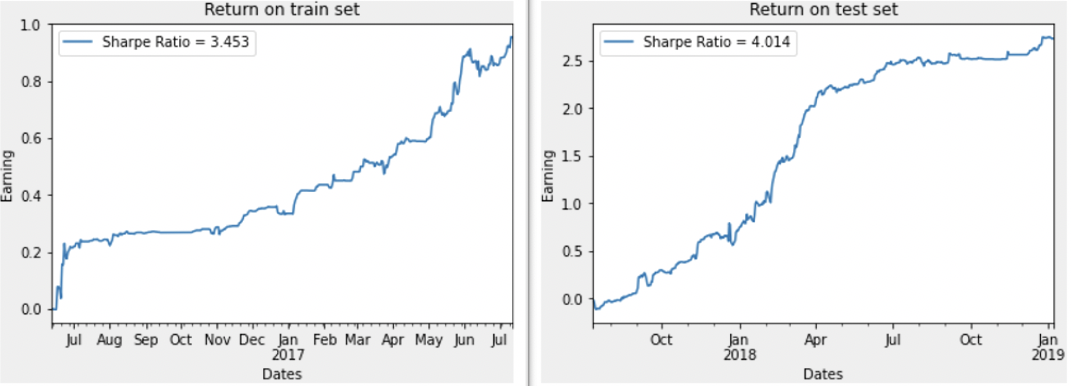 Return on train set
Sharpe Ratio = 3.453
Earning
1.0
0.8
0.6
0.4
0.2
0.0
Jul Aug Sep Oct Nov Dec Jan Feb Mar Apr May Jun Jul
2017
Dates
Return on test set
Sharpe Ratio = 4.014
Earning
2.5
2.0
1.5
1.0
0.5
0.0
Oct Jan Apr Jul Oct Jan
2018 2019
Dates